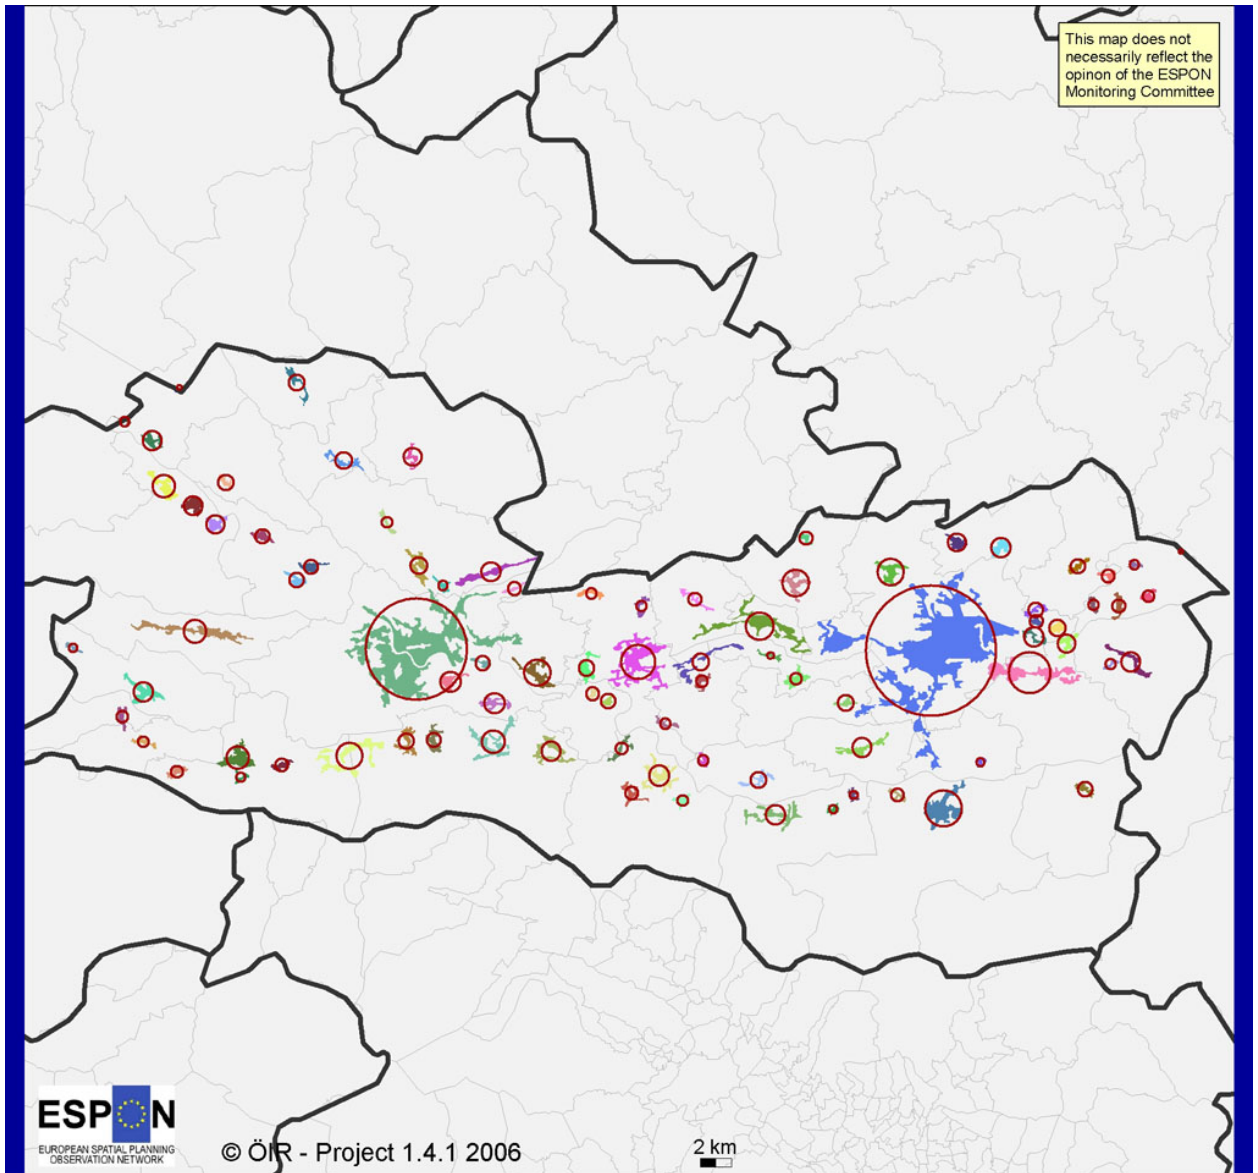 This map does not
necessarily reflect the
opinon of the ESPON
Monitoring Committee
ESPON
EUROPEAN SPATIAL PLANNING
OBSERVATION NETWORK
© ÖIR - Project 1.4.1 2006
2 km